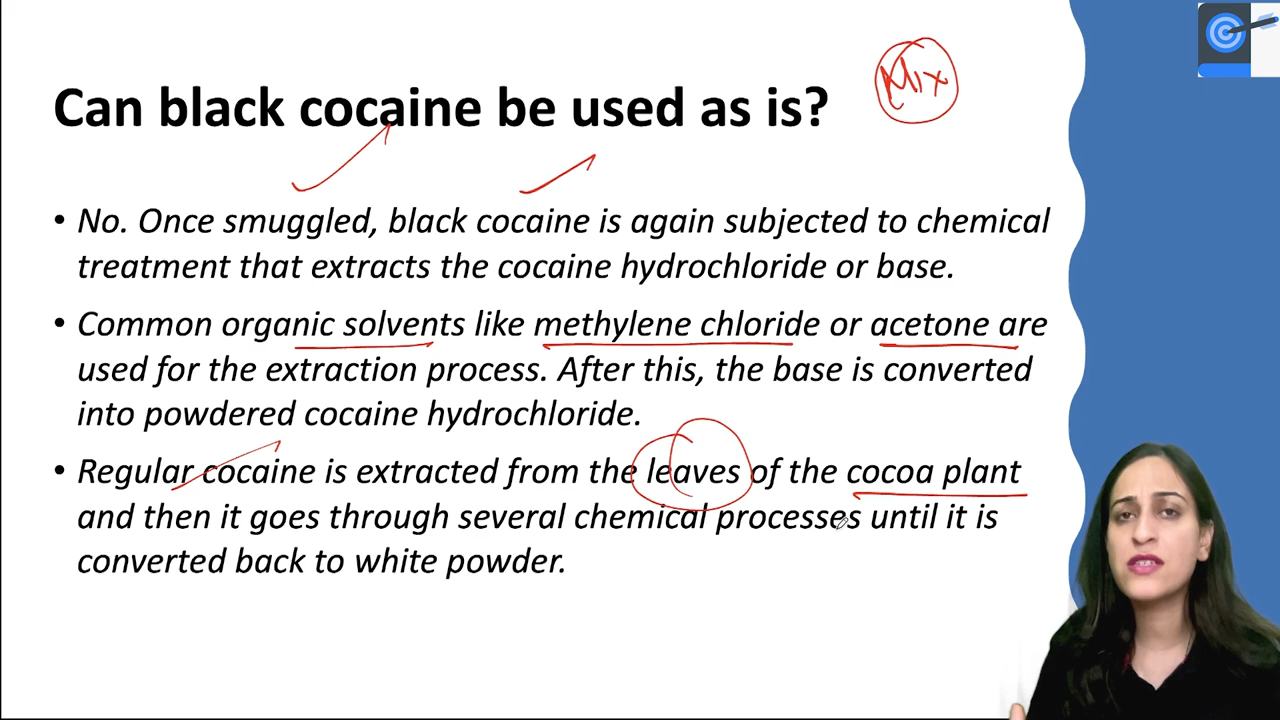 Can black cocaine be used as is?
Mix
• No. Once smuggled, black cocaine is again subjected to chemical
treatment that extracts the cocaine hydrochloride or base.
• Common organic solvents like methylene chloride or acetone are
used for the extraction process. After this, the base is converted
into powdered cocaine hydrochloride.
• Regular cocaine is extracted from the leaves of the cocoa plant
and then it goes through several chemical processes until it is
converted back to white powder.